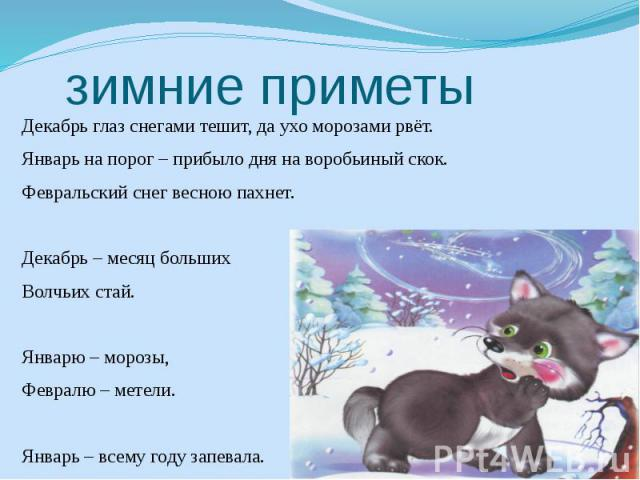 зимние приметы
Декабрь глаз снегами тешит, да ухо морозами рвёт.
Январь на порог – прибыло дня на воробьиный скок.
Февральский снег весною пахнет.
Декабрь – месяц больших
Волчьих стай.
Январю – морозы,
Февралю – метели.
Январь – всему году запевала.
PPt4WEB.ru